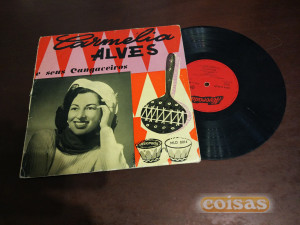 Carmelia
ALVES
e seus Cangaceiros
coisas